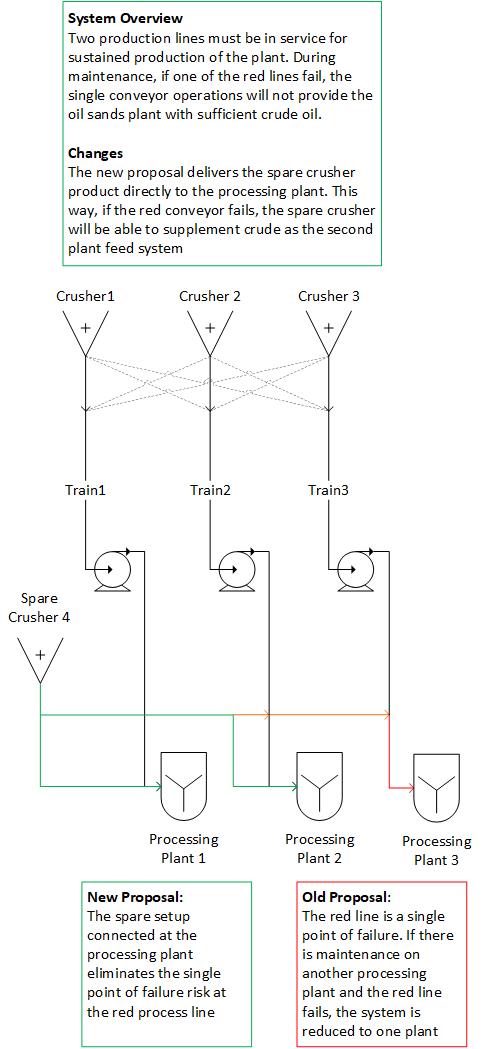 System Overview
Two production lines must be in service for
sustained production of the plant. During
maintenance, if one of the red lines fail, the
single conveyor operations will not provide the
oil sands plant with sufficient crude oil.
Changes
The new proposal delivers the spare crusher
product directly to the processing plant. This
way, if the red conveyor fails, the spare crusher
will be able to supplement crude as the second
plant feed system
Crusher1
Crusher 2
Crusher 3
Train1
Train2
Train3
Spare
Crusher 4
Processing
Plant 1
Processing
Plant 2
Processing
Plant 3
New Proposal:
The spare setup
connected at the
processing plant
eliminates the single
point of failure risk at
the red process line
Old Proposal:
The red line is a single
point of failure. If there
is maintenance on
another processing
plant and the red line
fails, the system is
reduced to one plant